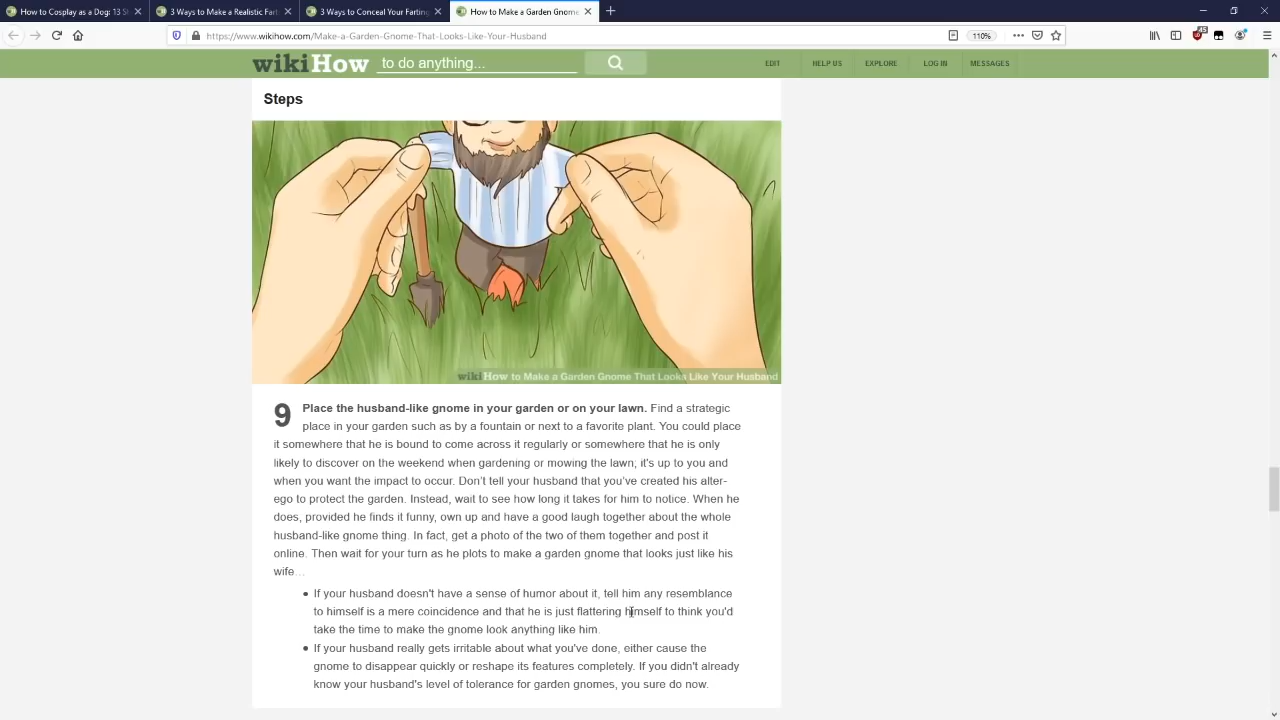 How to Cosplay as a Dog: 13 S
3 Ways to Make a Realistic Fart
3 Ways to Conceal Your Farting
How to Make a Garden Gnome
https://www.wikihow.com/Make-a-Garden-Gnome-That-Looks-Like-Your-Husband
110%
wikiHow to do anything...
EDIT
HELP US
EXPLORE
LOG IN
MESSAGES
Steps
wikiHow to Make a Garden Gnome That Looks Like Your Husband
9 Place the husband-like gnome in your garden or on your lawn. Find a strategic
place in your garden such as by a fountain or next to a favorite plant. You could place
it somewhere that he is bound to come across it regularly or somewhere that he is only
likely to discover on the weekend when gardening or mowing the lawn; it's up to you and
when you want the impact to occur. Don't tell your husband that you've created his alter-
ego to protect the garden. Instead, wait to see how long it takes for him to notice. When he
does, provided he finds it funny, own up and have a good laugh together about the whole
husband-like gnome thing. In fact, get a photo of the two of them together and post it
online. Then wait for your turn as he plots to make a garden gnome that looks just like his
wife...
• If your husband doesn't have a sense of humor about it, tell him any resemblance
to himself is a mere coincidence and that he is just flattering himself to think you'd
take the time to make the gnome look anything like him.
• If your husband really gets irritable about what you've done, either cause the
gnome to disappear quickly or reshape its features completely. If you didn't already
know your husband's level of tolerance for garden gnomes, you sure do now.